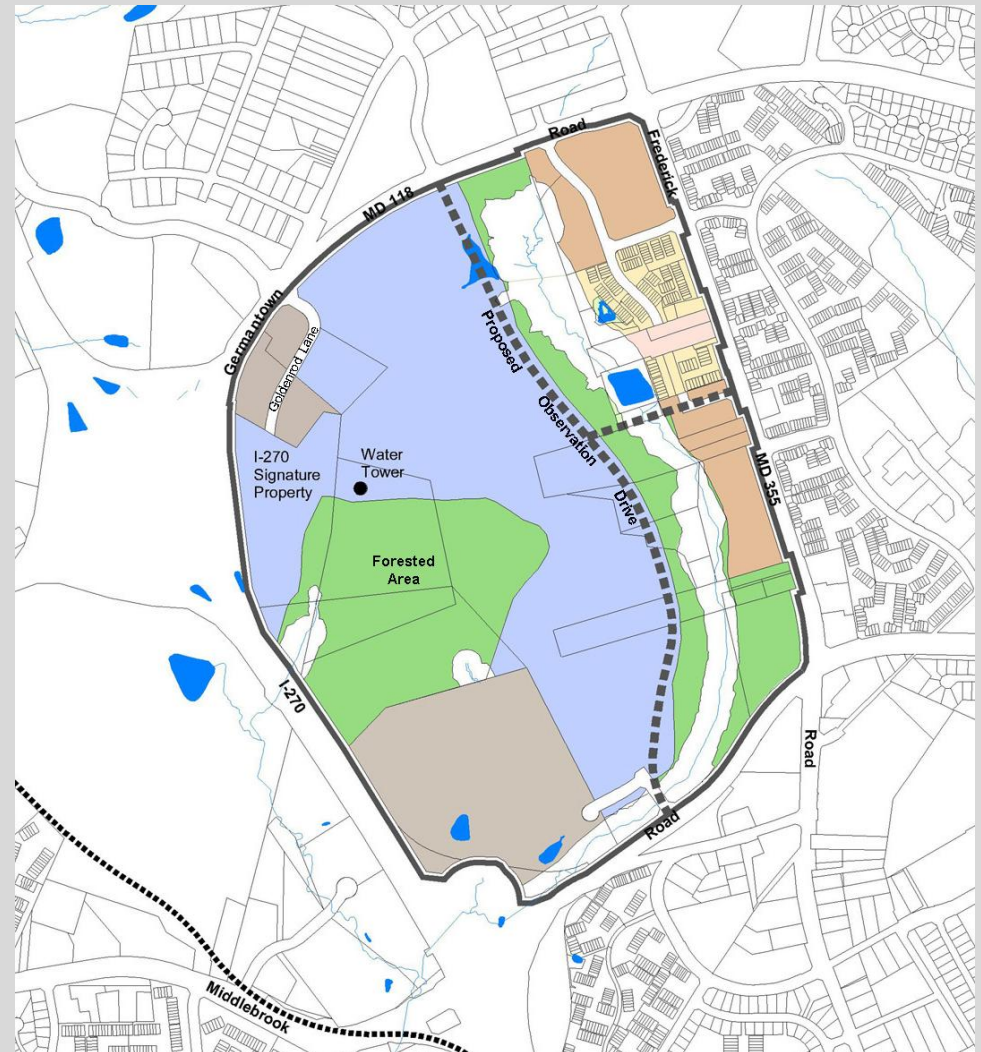 Road
Frederick
MD 118
Germantown
Goldenrod Lane
Proposed
Observation
Drive
I-270
Signature
Property
Water
Tower
MD 355
Forested
Area
I-270
Road
Road
Middlebrook